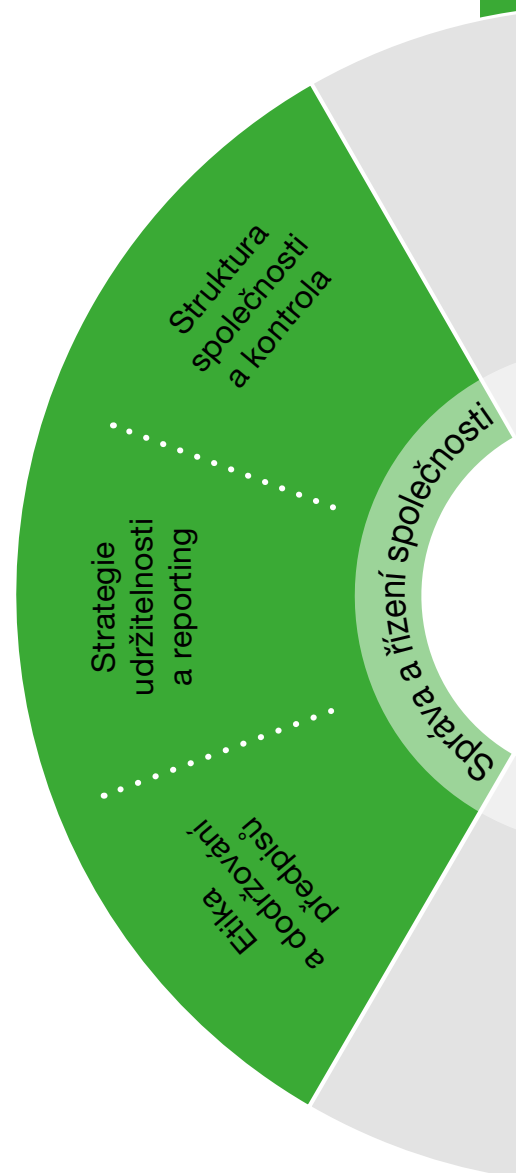 Struktura
společnosti
a kontrola
Strategie
udržitelnosti
a reporting
Etika
a dodržování
předpisů
Správa a řízení společnosti